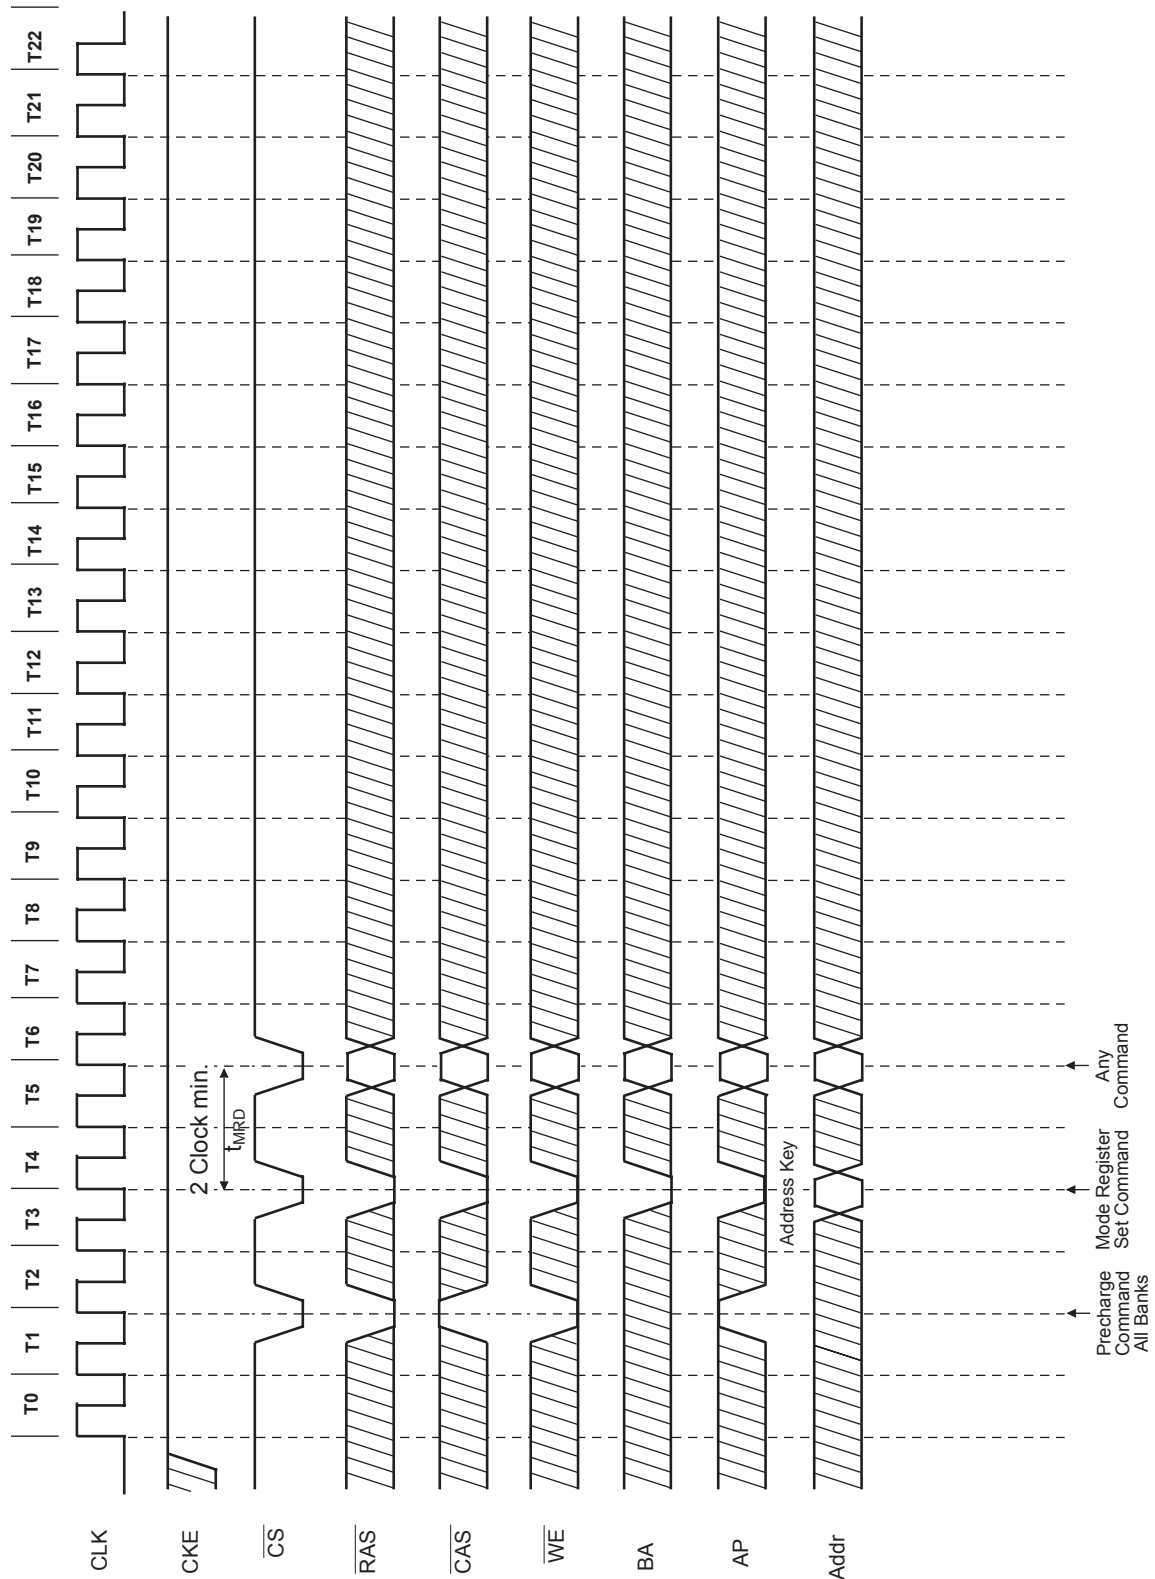 T0 T1 T2 T3 T4 T5 T6 T7 T8 T9 T10 T11 T12 T13 T14 T15 T16 T17 T18 T19 T20 T21 T22
CLK
CKE
2 Clock min.
tMRD
CS
RAS
CAS
WE
BA
AP
Address Key
Addr
Precharge
Command
All Banks
Mode Register
Set Command
Any
Command